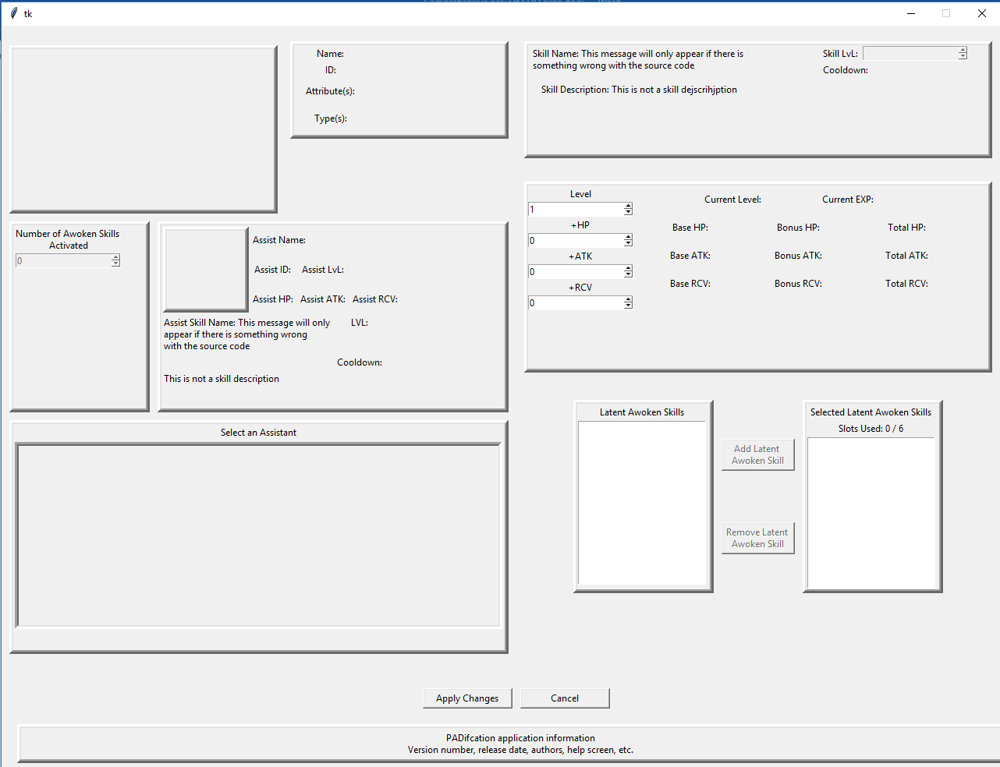 tk
Name:
ID:
Attribute(s):
Type(s):
Skill Name: This message will only appear if there is
something wrong with the source code
Skill LvL:
Cooldown:
Skill Description: This is not a skill dejscrihjption
Level
1
+HP
0
+ATK
0
+RCV
0
Current Level:
Current EXP:
Base HP:
Bonus HP:
Total HP:
Base ATK:
Bonus ATK:
Total ATK:
Base RCV:
Bonus RCV:
Total RCV:
Number of Awoken Skills
Activated
0
Assist Name:
Assist ID:
Assist LvL:
Assist HP:
Assist ATK:
Assist RCV:
Assist Skill Name: This message will only
appear if there is something wrong
with the source code
LVL:
Cooldown:
This is not a skill description
Select an Assistant
Latent Awoken Skills
Add Latent
Awoken Skill
Remove Latent
Awoken Skill
Selected Latent Awoken Skills
Slots Used: 0 / 6
Apply Changes
Cancel
PADifcation application information
Version number, release date, authors, help screen, etc.